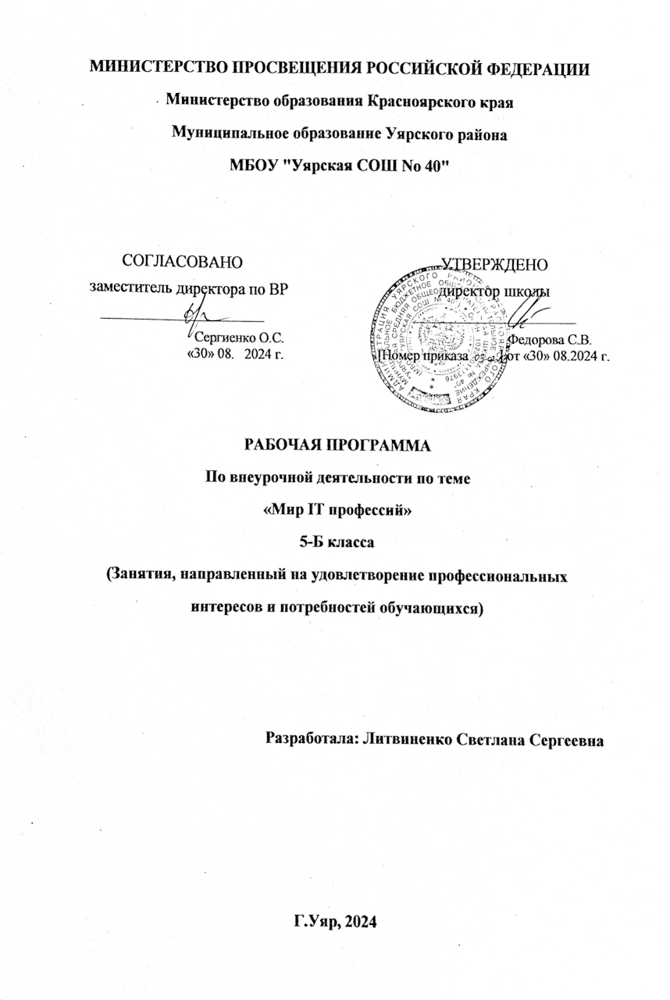 МИНИСТЕРСТВО ПРОСВЕЩЕНИЯ РОССИЙСКОЙ ФЕДЕРАЦИИ
Министерство образования Красноярского края
Муниципальное образование Уярского района
МБОУ "Уярская СОШ No 40"
СОГЛАСОВАНО
заместитель директора по ВР
Сергиенко О.С.
«30» 08. 2024 г.
УТВЕРЖДЕНО
директор школы
Федорова С.В.
[Номер приказа ] от «30» 08.2024 г.
РАБОЧАЯ ПРОГРАММА
По внеурочной деятельности по теме
«Мир IT профессий»
5-Б класса
(Занятия, направленный на удовлетворение профессиональных
интересов и потребностей обучающихся)
Разработала: Литвиненко Светлана Сергеевна
Г.Уяр, 2024